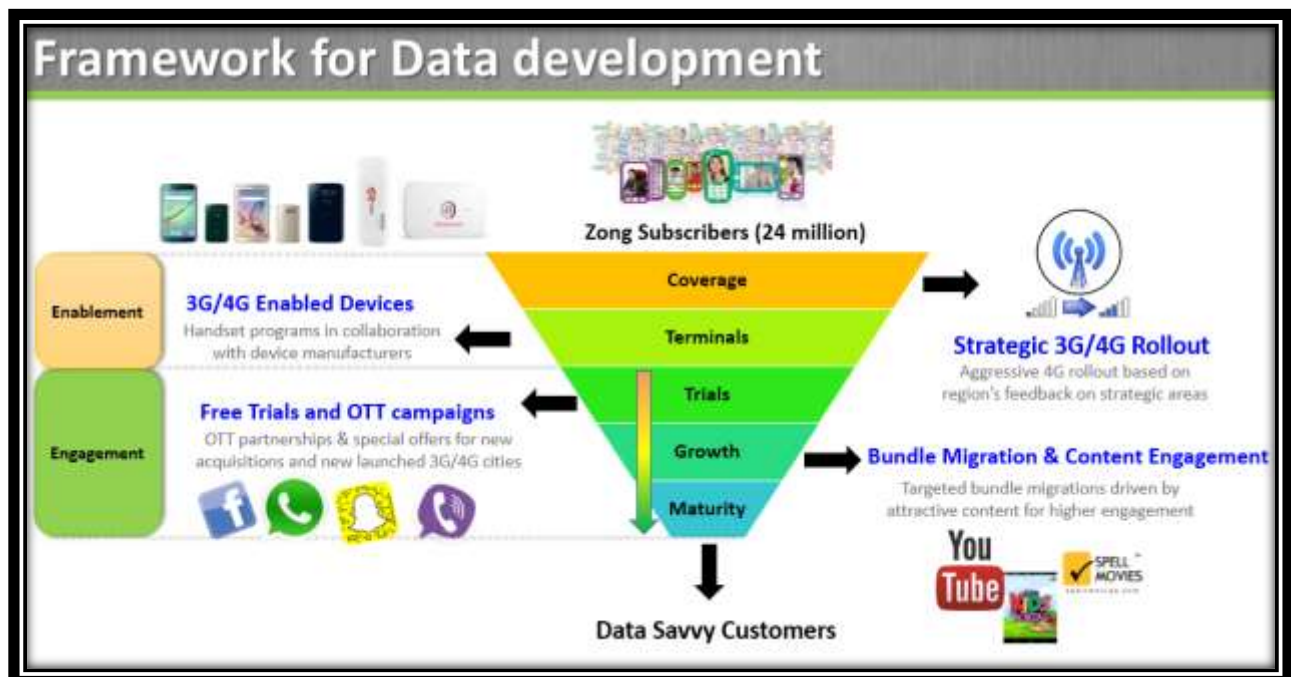 Framework for Data development
Zong Subscribers (24 million)
Enablement
Engagement
3G/4G Enabled Devices
Handset programs in collaboration
with device manufacturers
Free Trials and OTT campaigns
OTT partnerships & special offers for new
acquisitions and new launched 3G/4G cities
Coverage
Terminals
Trials
Growth
Maturity
Data Savvy Customers
Strategic 3G/4G Rollout
Aggressive 4G rollout based on
region's feedback on strategic areas
Bundle Migration & Content Engagement
Targeted bundle migrations driven by
attractive content for higher engagement
You
Tube
SPELL
MOVIES